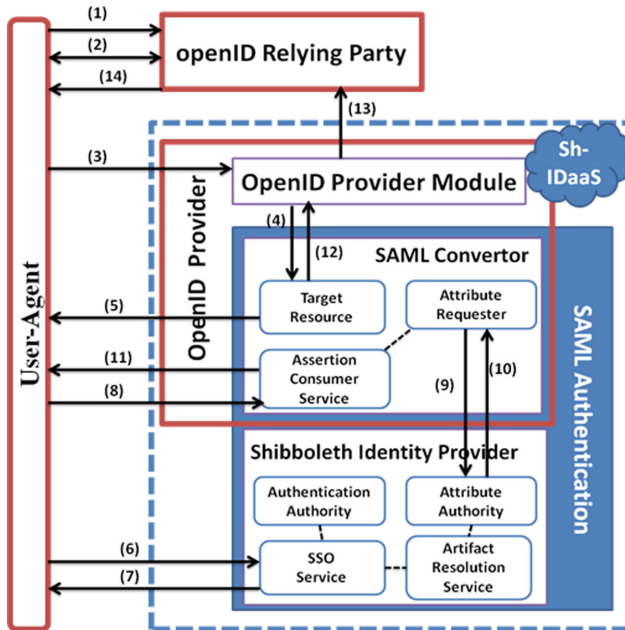 (1)
(2)
(14)
openID Relying Party
(13)
Sh-
IDaaS
(3)
OpenID Provider Module
OpenID Provider
(4)
(12)
SAML Convertor
User-Agent
(5)
Target
Resource
Attribute
Requester
SAML Authentication
(11)
(8)
Assertion
Consumer
Service
(9)
(10)
Shibboleth Identity Provider
Authentication
Authority
Attribute
Authority
(6)
(7)
SSO
Service
Artifact
Resolution
Service